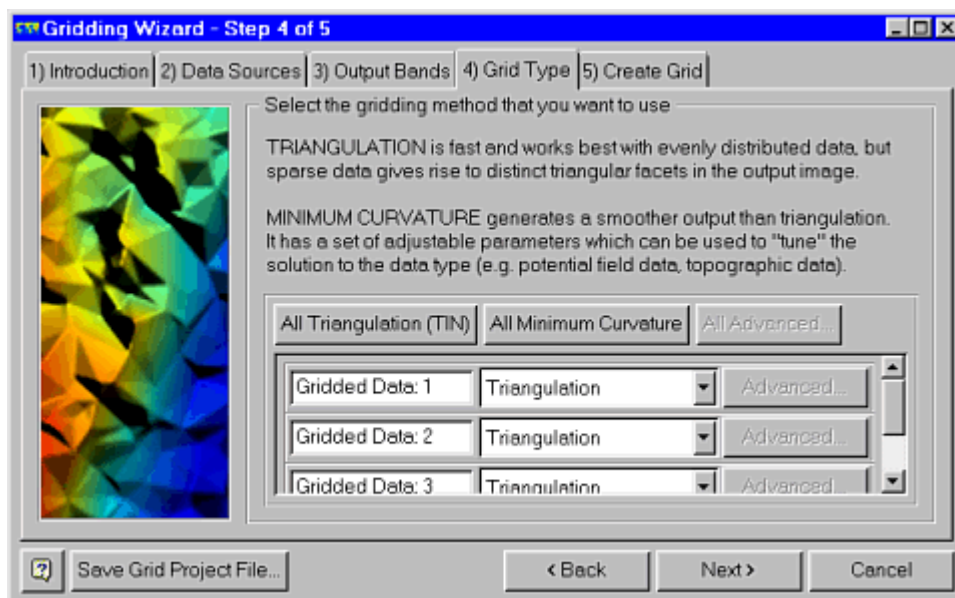 Gridding Wizard - Step 4 of 5
1) Introduction 2) Data Sources 3) Output Bands 4) Grid Type 5) Create Grid
Select the gridding method that you want to use
TRIANGULATION is fast and works best with evenly distributed data, but
sparse data gives rise to distinct triangular facets in the output image.
MINIMUM CURVATURE generates a smoother output than triangulation.
It has a set of adjustable parameters which can be used to "tune" the
solution to the data type (e.g. potential field data, topographic data).
All Triangulation (TIN) All Minimum Curvature All Advanced...
Gridded Data: 1 Triangulation Advanced...
Gridded Data: 2 Triangulation Advanced...
Gridded Data: 3 Triangulation Advanced...
Save Grid Project File... < Back Next > Cancel